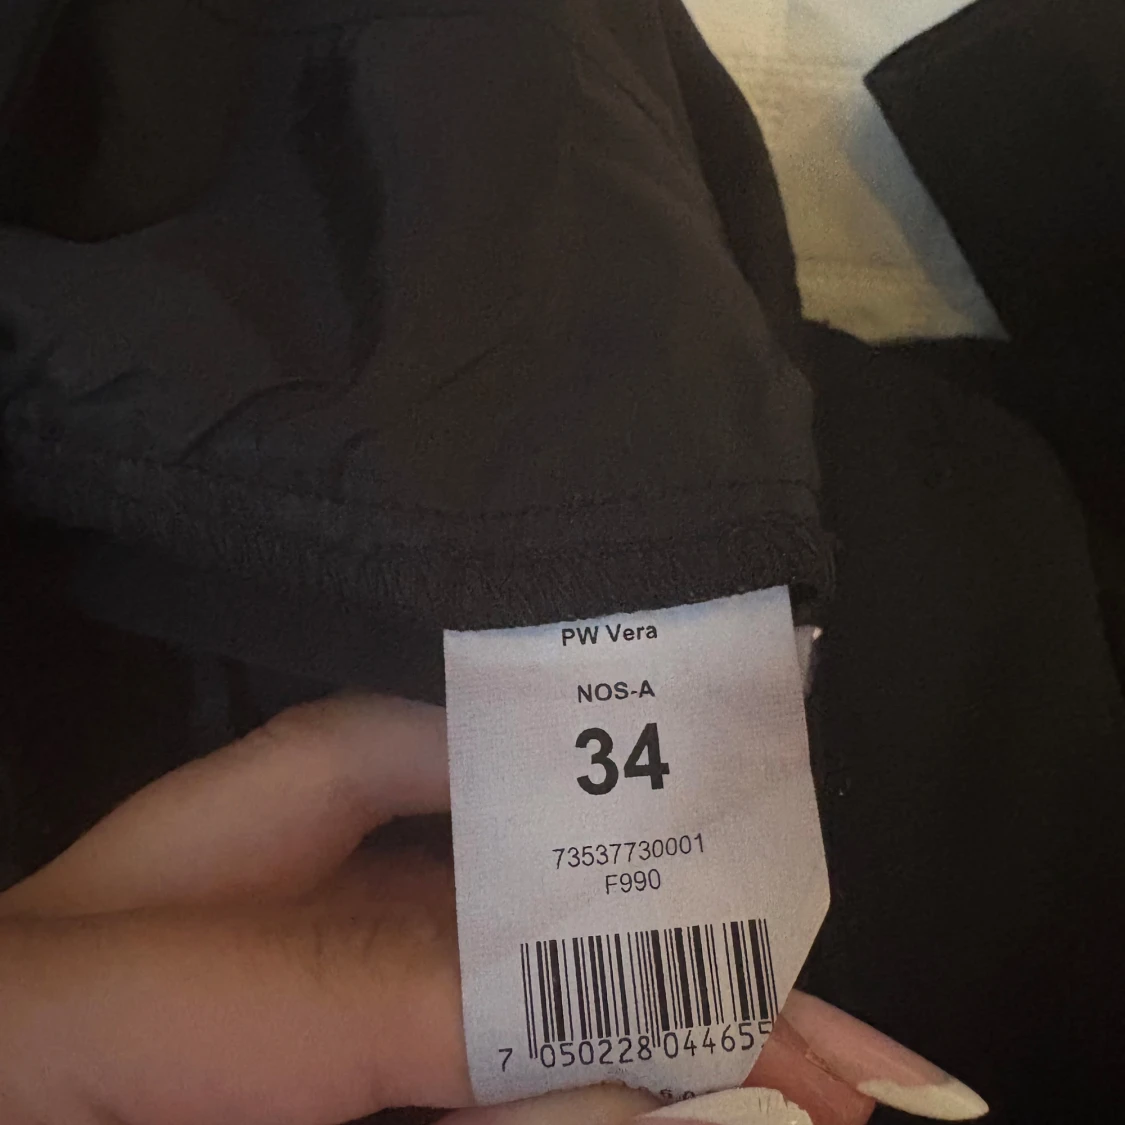 PW Vera
NOS-A
34
73537730001
F990
7 050228 044655